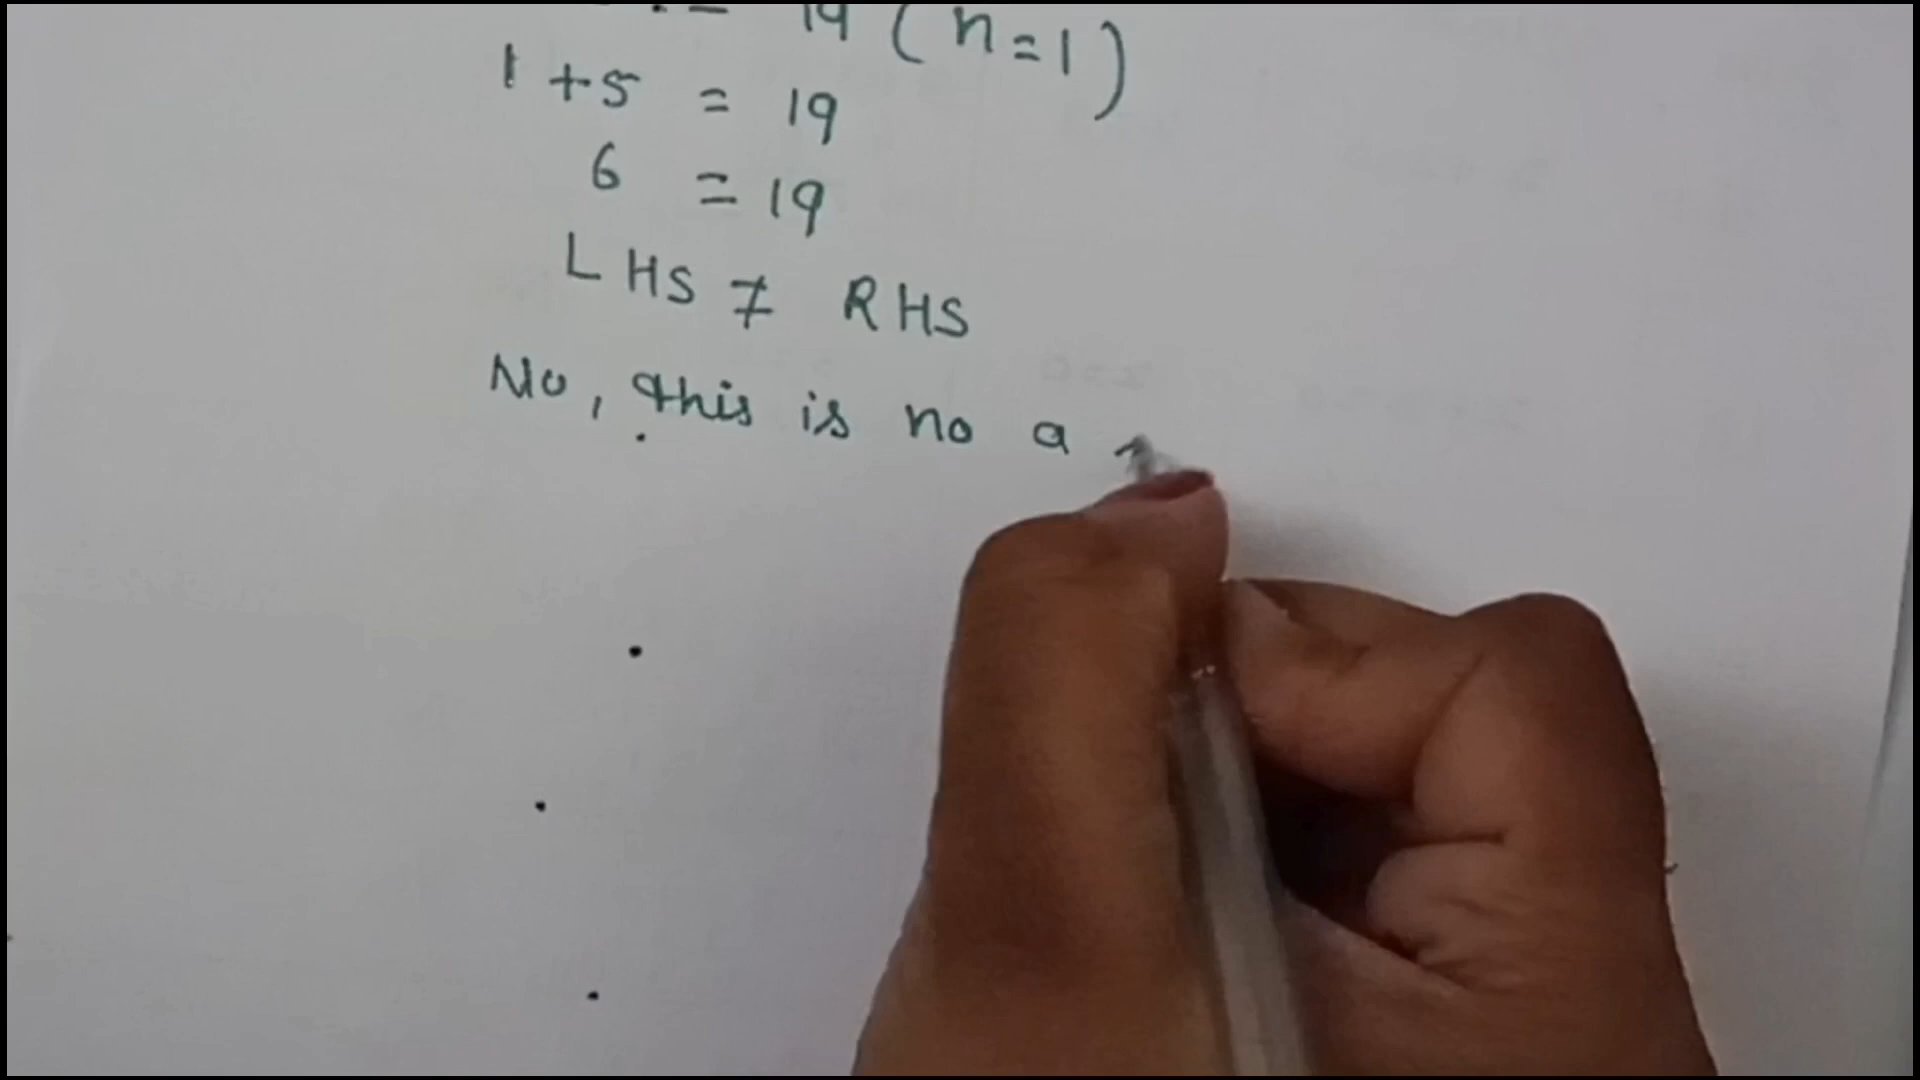 = 19 (n=1)
1 + 5 = 19
6 = 19
LHS ≠ RHS
No, this is no a